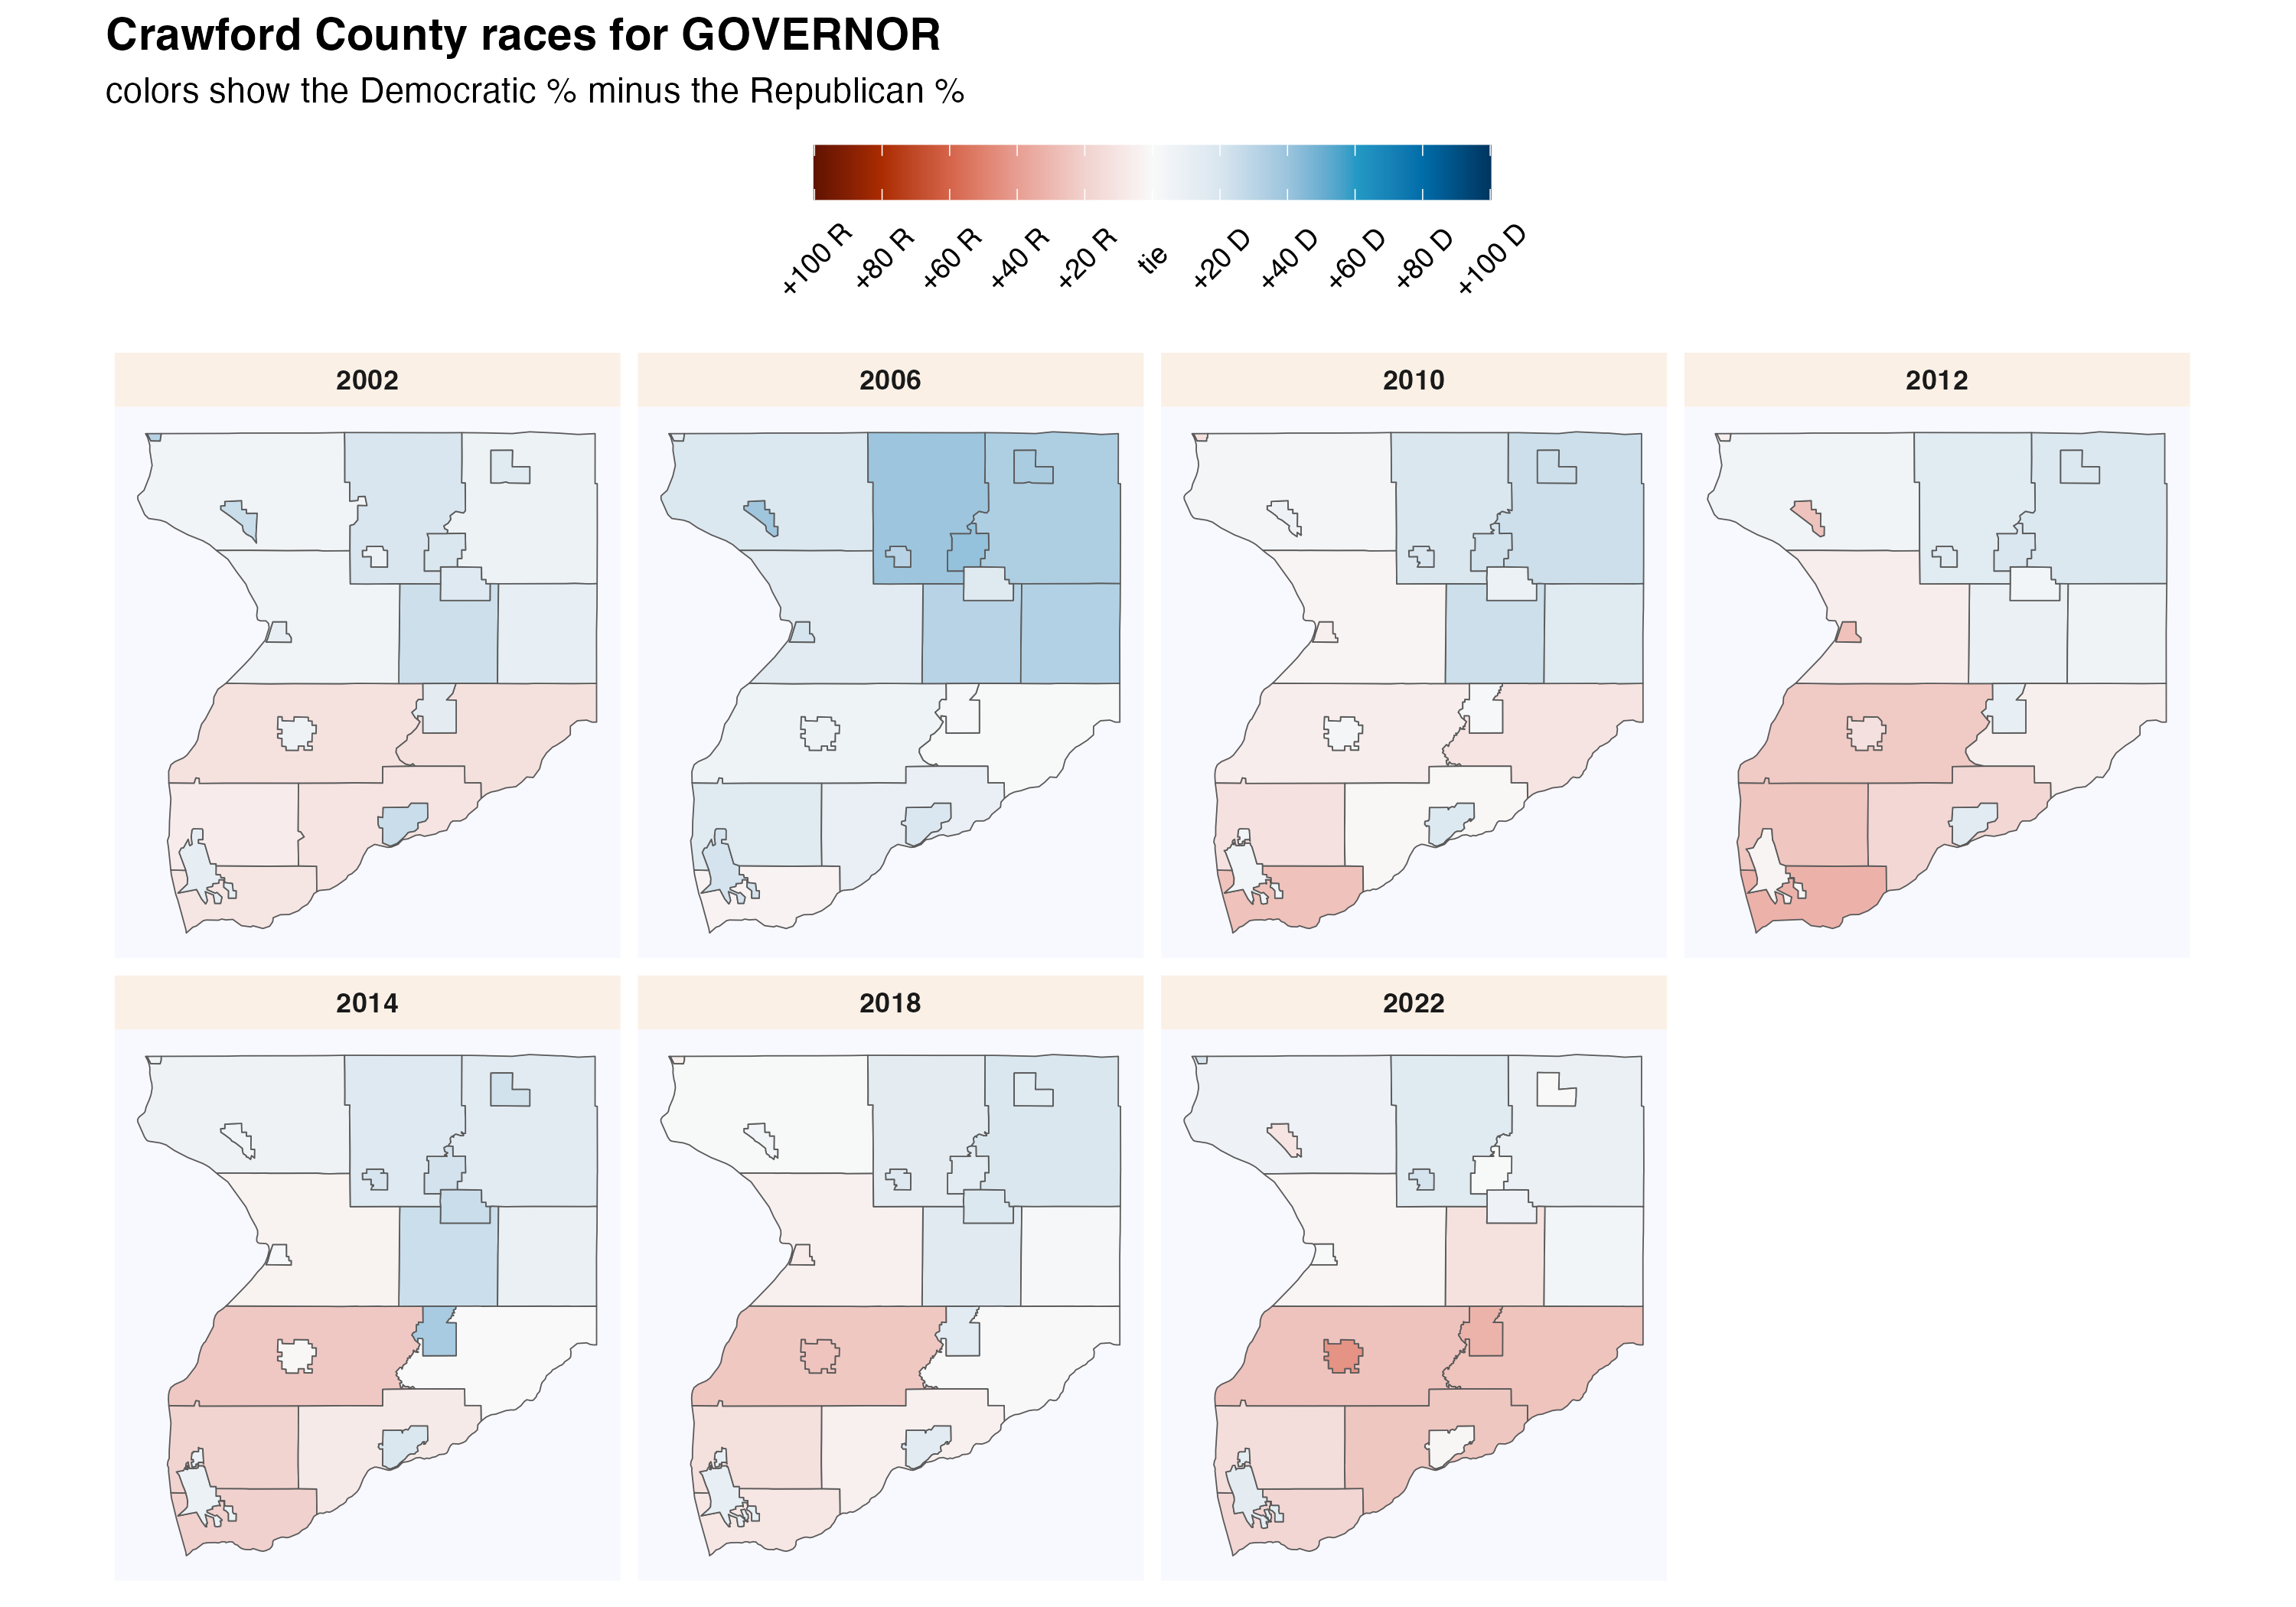 Crawford County races for GOVERNOR
colors show the Democratic % minus the Republican %
+100 R
+80 R
+60 R
+40 R
+20 R
tie
+20 D
+40 D
+60 D
+80 D
+100 D
2002
2006
2010
2012
2014
2018
2022